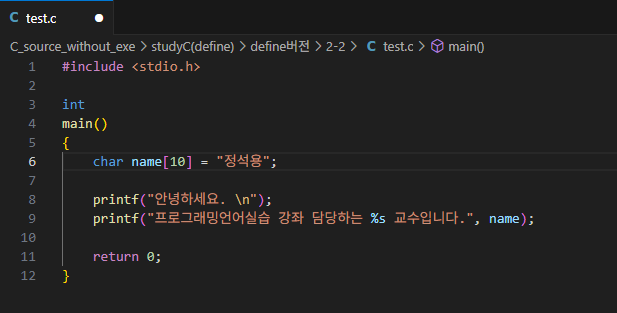 test.c
C_source_without_exe > studyC(define) > define버전 > 2-2 > C test.c > main()
1 #include <stdio.h>
2
3 int
4 main()
5 {
6 char name[10] = "정석용";
7
8 printf("안녕하세요. \n");
9 printf("프로그래밍언어실습 강좌 담당하는 %s 교수입니다.", name);
10
11 return 0;
12 }